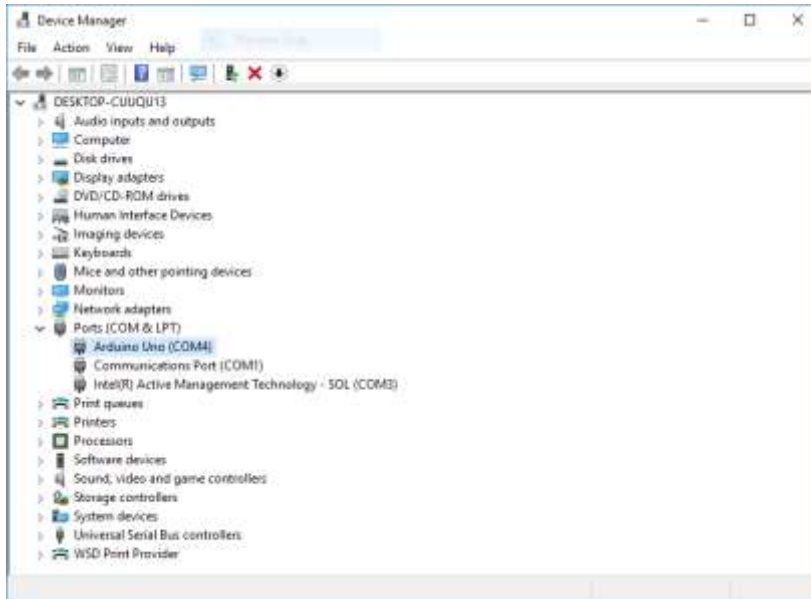 Device Manager
File Action View Help
DESKTOP-CUUQU13
Audio inputs and outputs
Computer
Disk drives
Display adapters
DVD/CD-ROM drives
Human Interface Devices
Imaging devices
Keyboards
Mice and other pointing devices
Monitors
Network adapters
Ports (COM & LPT)
Arduino Uno (COM4)
Communications Port (COM1)
Intel(R) Active Management Technology - SOL (COM3)
Print queues
Printers
Processors
Software devices
Sound, video and game controllers
Storage controllers
System devices
Universal Serial Bus controllers
WSD Print Provider